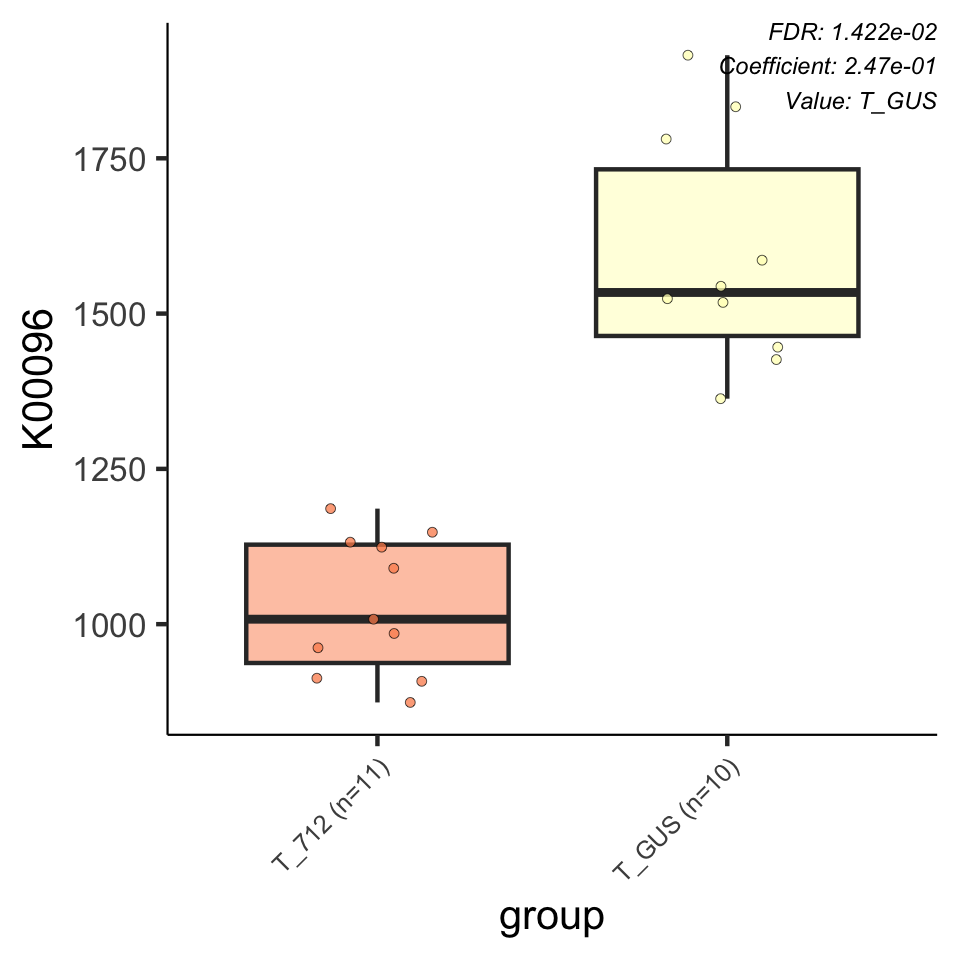 FDR: 1.422e-02
Coefficient: 2.47e-01
Value: T_GUS
K00096
1750
1500
1250
1000
T_712 (n=11)
T_GUS (n=10)
group